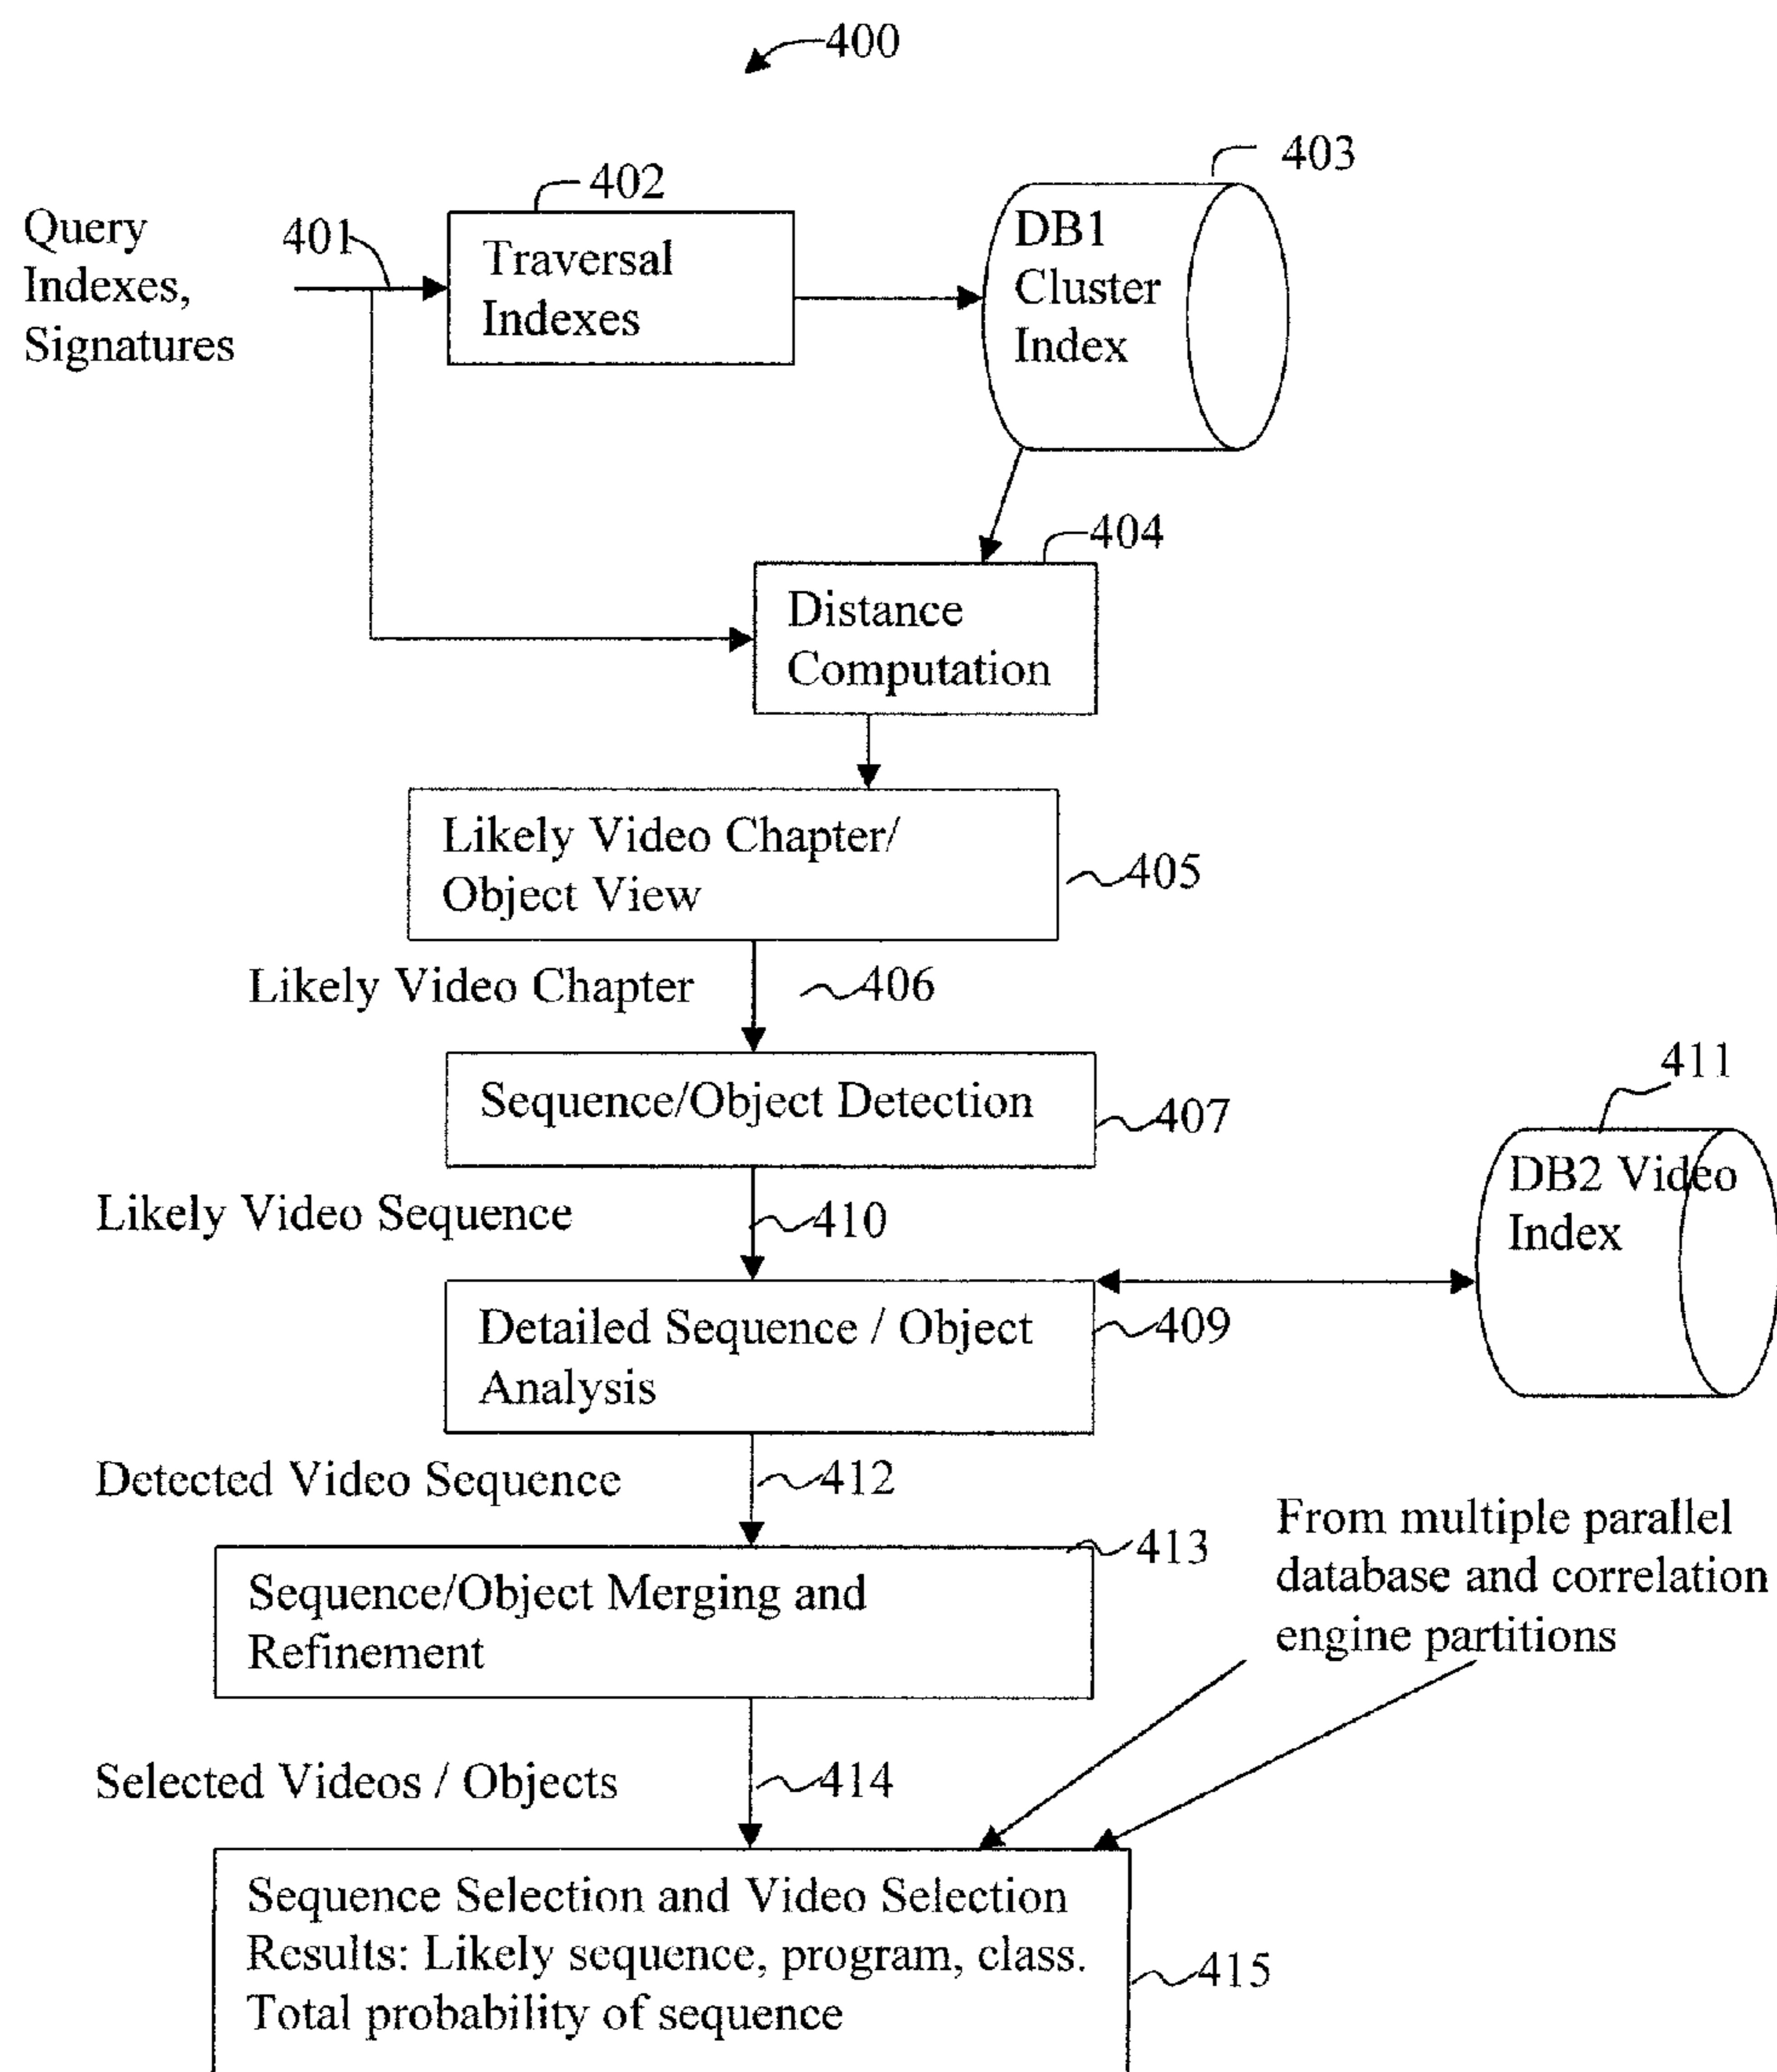 400
403
402
Query
Indexes,
Signatures
401
Traversal
Indexes
DB1
Cluster
Index
404
Distance
Computation
Likely Video Chapter/
Object View
405
Likely Video Chapter
406
Sequence/Object Detection
407
411
DB2 Video
Index
Likely Video Sequence
410
Detailed Sequence / Object
Analysis
409
Detected Video Sequence
412
From multiple parallel
database and correlation
engine partitions
413
Sequence/Object Merging and
Refinement
Selected Videos / Objects
414
Sequence Selection and Video Selection
Results: Likely sequence, program, class.
Total probability of sequence
415